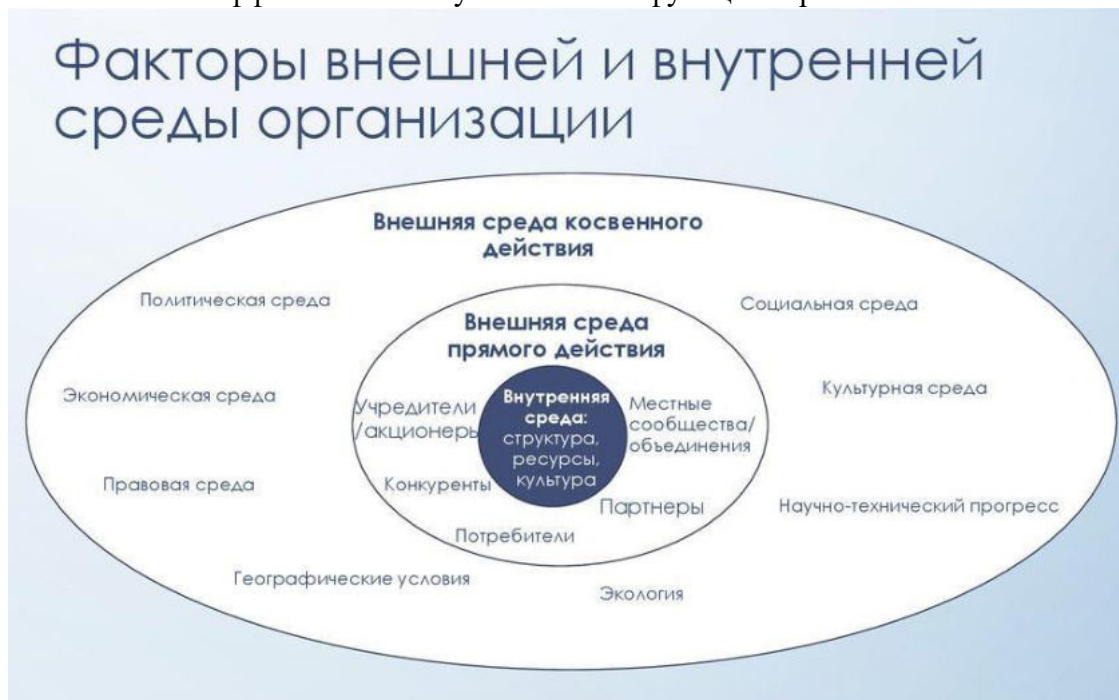 Факторы внешней и внутренней
среды организации
Внешняя среда косвенного
действия
Политическая среда
Социальная среда
Внешняя среда
прямого действия
Экономическая среда
Культурная среда
Учредители
/акционеры
Внутренняя
среда:
структура,
ресурсы,
культура
Местные
сообщества/
объединения
Правовая среда
Конкуренты
Партнеры
Научно-технический прогресс
Потребители
Географические условия
Экология